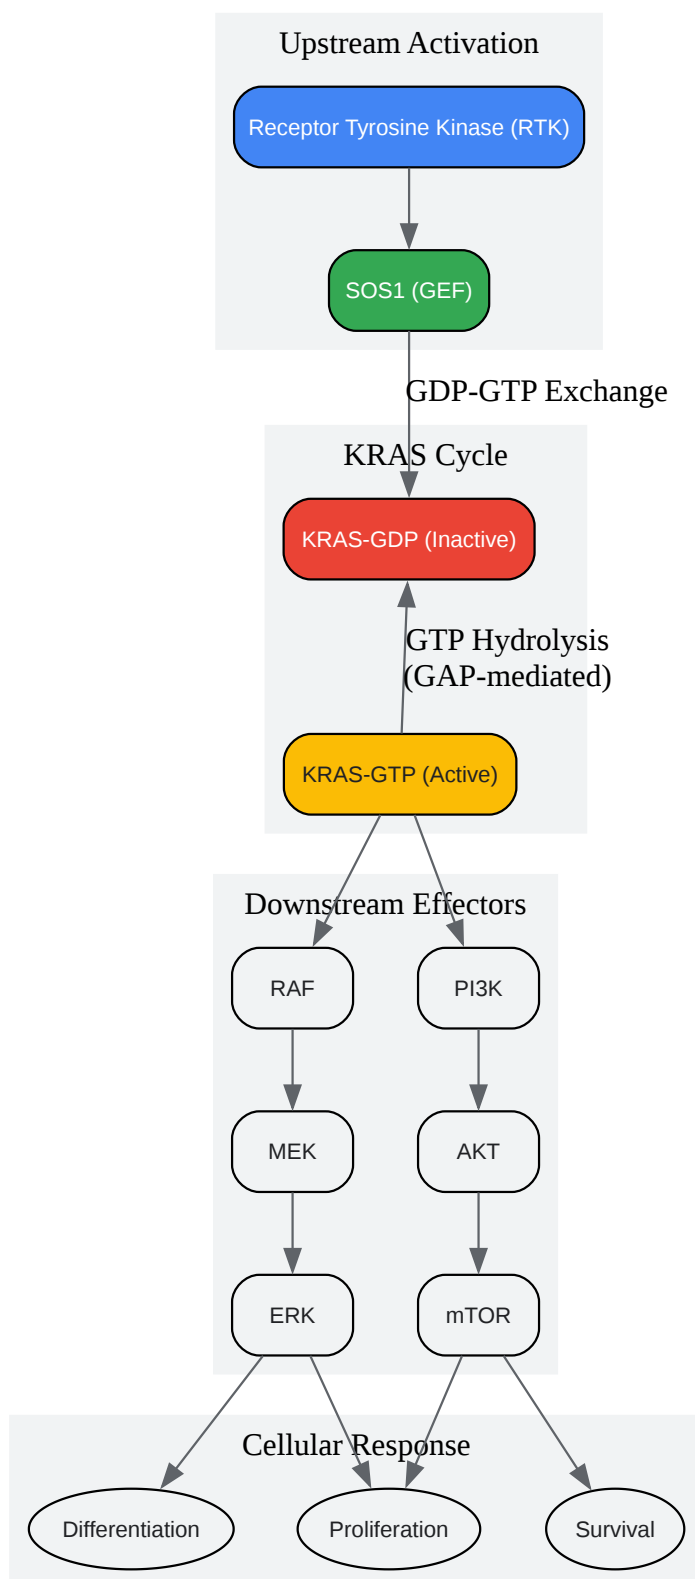 Upstream Activation
Receptor Tyrosine Kinase (RTK)
SOS1 (GEF)
GDP-GTP Exchange
KRAS Cycle
KRAS-GDP (Inactive)
GTP Hydrolysis
(GAP-mediated)
KRAS-GTP (Active)
Downstream Effectors
RAF
PI3K
MEK
AKT
ERK
mTOR
Cellular Response
Differentiation
Proliferation
Survival